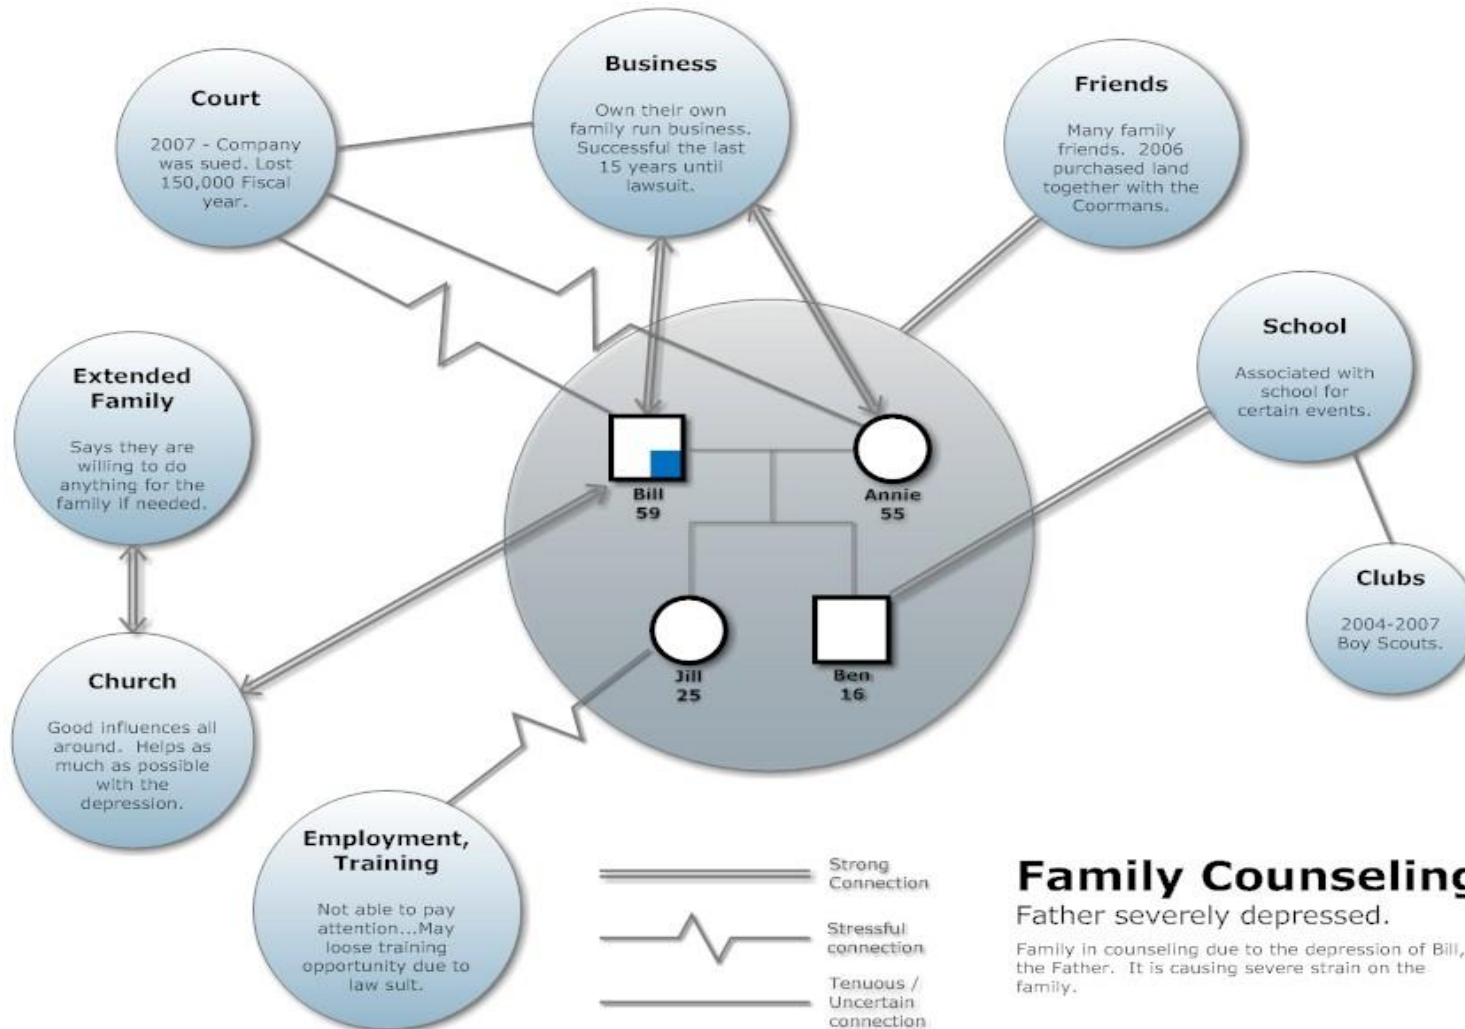 Court
2007 - Company
was sued. Lost
150,000 Fiscal
year.
Business
Own their own
family run business.
Successful the last
15 years until
lawsuit.
Friends
Many family
friends. 2006
purchased land
together with the
Coormans.
School
Associated with
school for
certain events.
Clubs
2004-2007
Boy Scouts.
Extended
Family
Says they are
willing to do
anything for the
family if needed.
Church
Good influences all
around. Helps as
much as possible
with the
depression.
Employment,
Training
Not able to pay
attention...May
loose training
opportunity due to
law suit.
Bill
59
Annie
55
Jill
25
Ben
16
Strong
Connection
Stressful
connection
Tenuous /
Uncertain
connection
Family Counseling
Father severely depressed.
Family in counseling due to the depression of Bill,
the Father. It is causing severe strain on the
family.